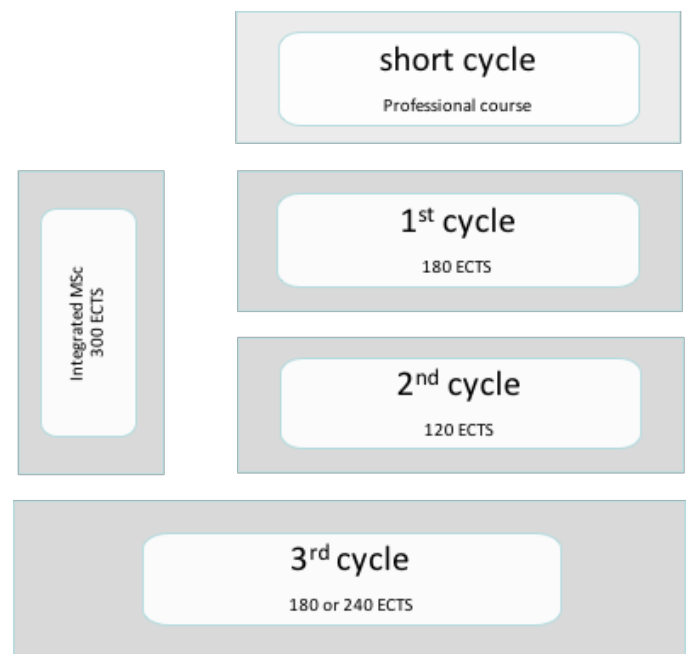 short cycle
Professional course
Integrated MSc
300 ECTS
1st cycle
180 ECTS
2nd cycle
120 ECTS
3rd cycle
180 or 240 ECTS